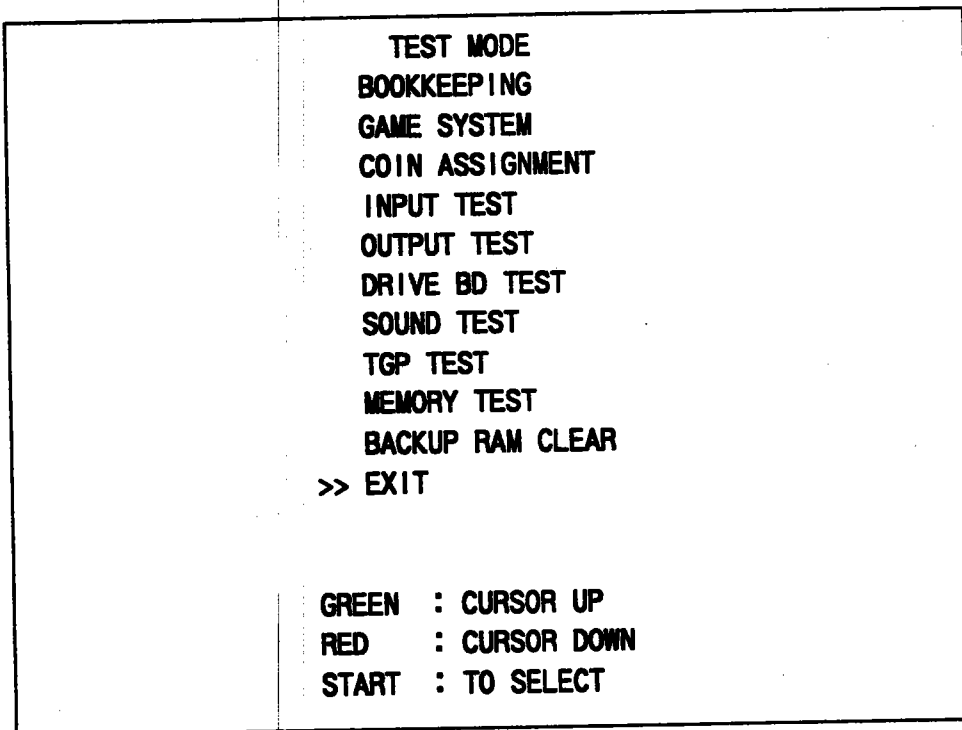 TEST MODE
BOOKKEEPING
GAME SYSTEM
COIN ASSIGNMENT
INPUT TEST
OUTPUT TEST
DRIVE BD TEST
SOUND TEST
TGP TEST
MEMORY TEST
BACKUP RAM CLEAR
>> EXIT
GREEN : CURSOR UP
RED : CURSOR DOWN
START : TO SELECT